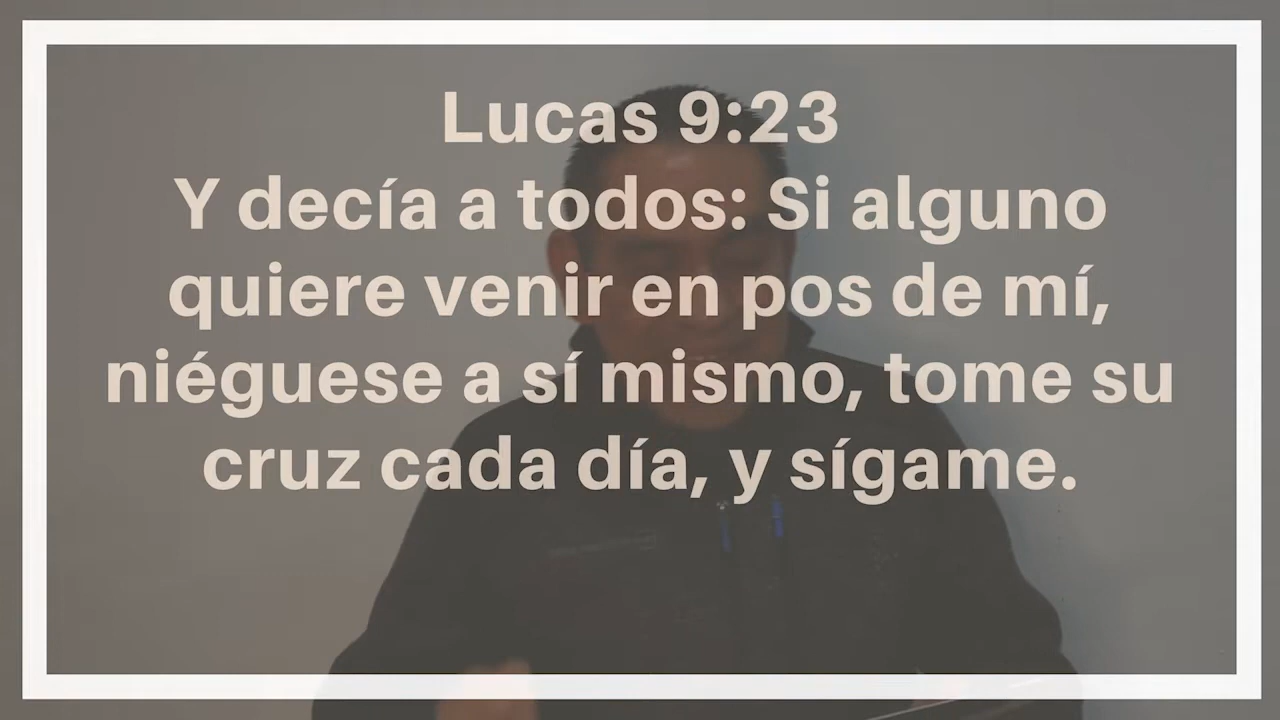 Lucas 9:23
Y decía a todos: Si alguno
quiere venir en pos de mí,
niéguese a sí mismo, tome su
cruz cada día, y sígame.